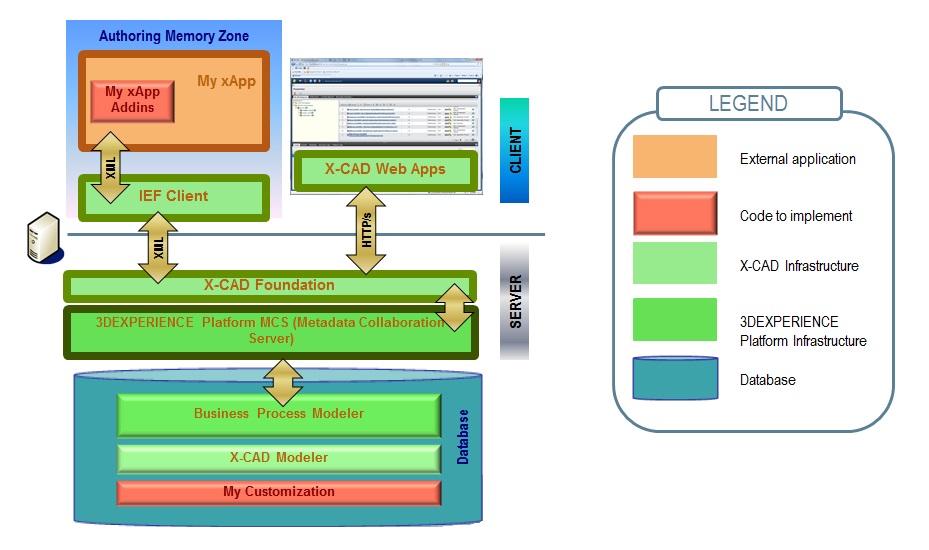 Authoring Memory Zone
My xApp
My xApp
Addins
XML
IEF Client
X-CAD Web Apps
CLIENT
XML
HTTP/s
SERVER
X-CAD Foundation
3DEXPERIENCE Platform MCS (Metadata Collaboration
Server)
Business Process Modeler
X-CAD Modeler
My Customization
Database
LEGEND
External application
Code to implement
X-CAD Infrastructure
3DEXPERIENCE
Platform Infrastructure
Database